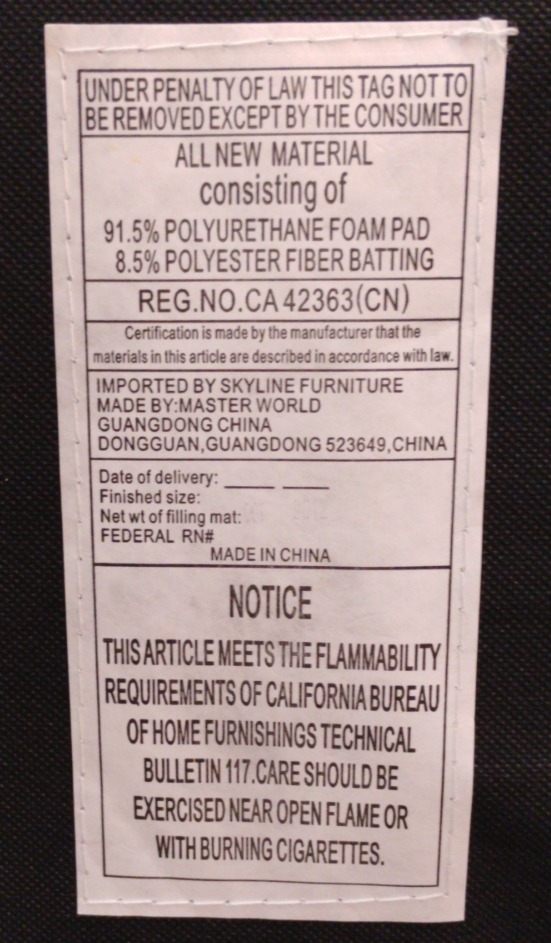 UNDER PENALTY OF LAW THIS TAG NOT TO
BE REMOVED EXCEPT BY THE CONSUMER
ALL NEW MATERIAL
consisting of
91.5% POLYURETHANE FOAM PAD
8.5% POLYESTER FIBER BATTING
REG.NO.CA 42363(CN)
Certification is made by the manufacturer that the
materials in this article are described in accordance with law.
IMPORTED BY SKYLINE FURNITURE
MADE BY:MASTER WORLD
GUANGDONG CHINA
DONGGUAN,GUANGDONG 523649,CHINA
Date of delivery: ____ ____
Finished size:
Net wt of filling mat:
FEDERAL RN#
MADE IN CHINA
NOTICE
THIS ARTICLE MEETS THE FLAMMABILITY
REQUIREMENTS OF CALIFORNIA BUREAU
OF HOME FURNISHINGS TECHNICAL
BULLETIN 117.CARE SHOULD BE
EXERCISED NEAR OPEN FLAME OR
WITH BURNING CIGARETTES.